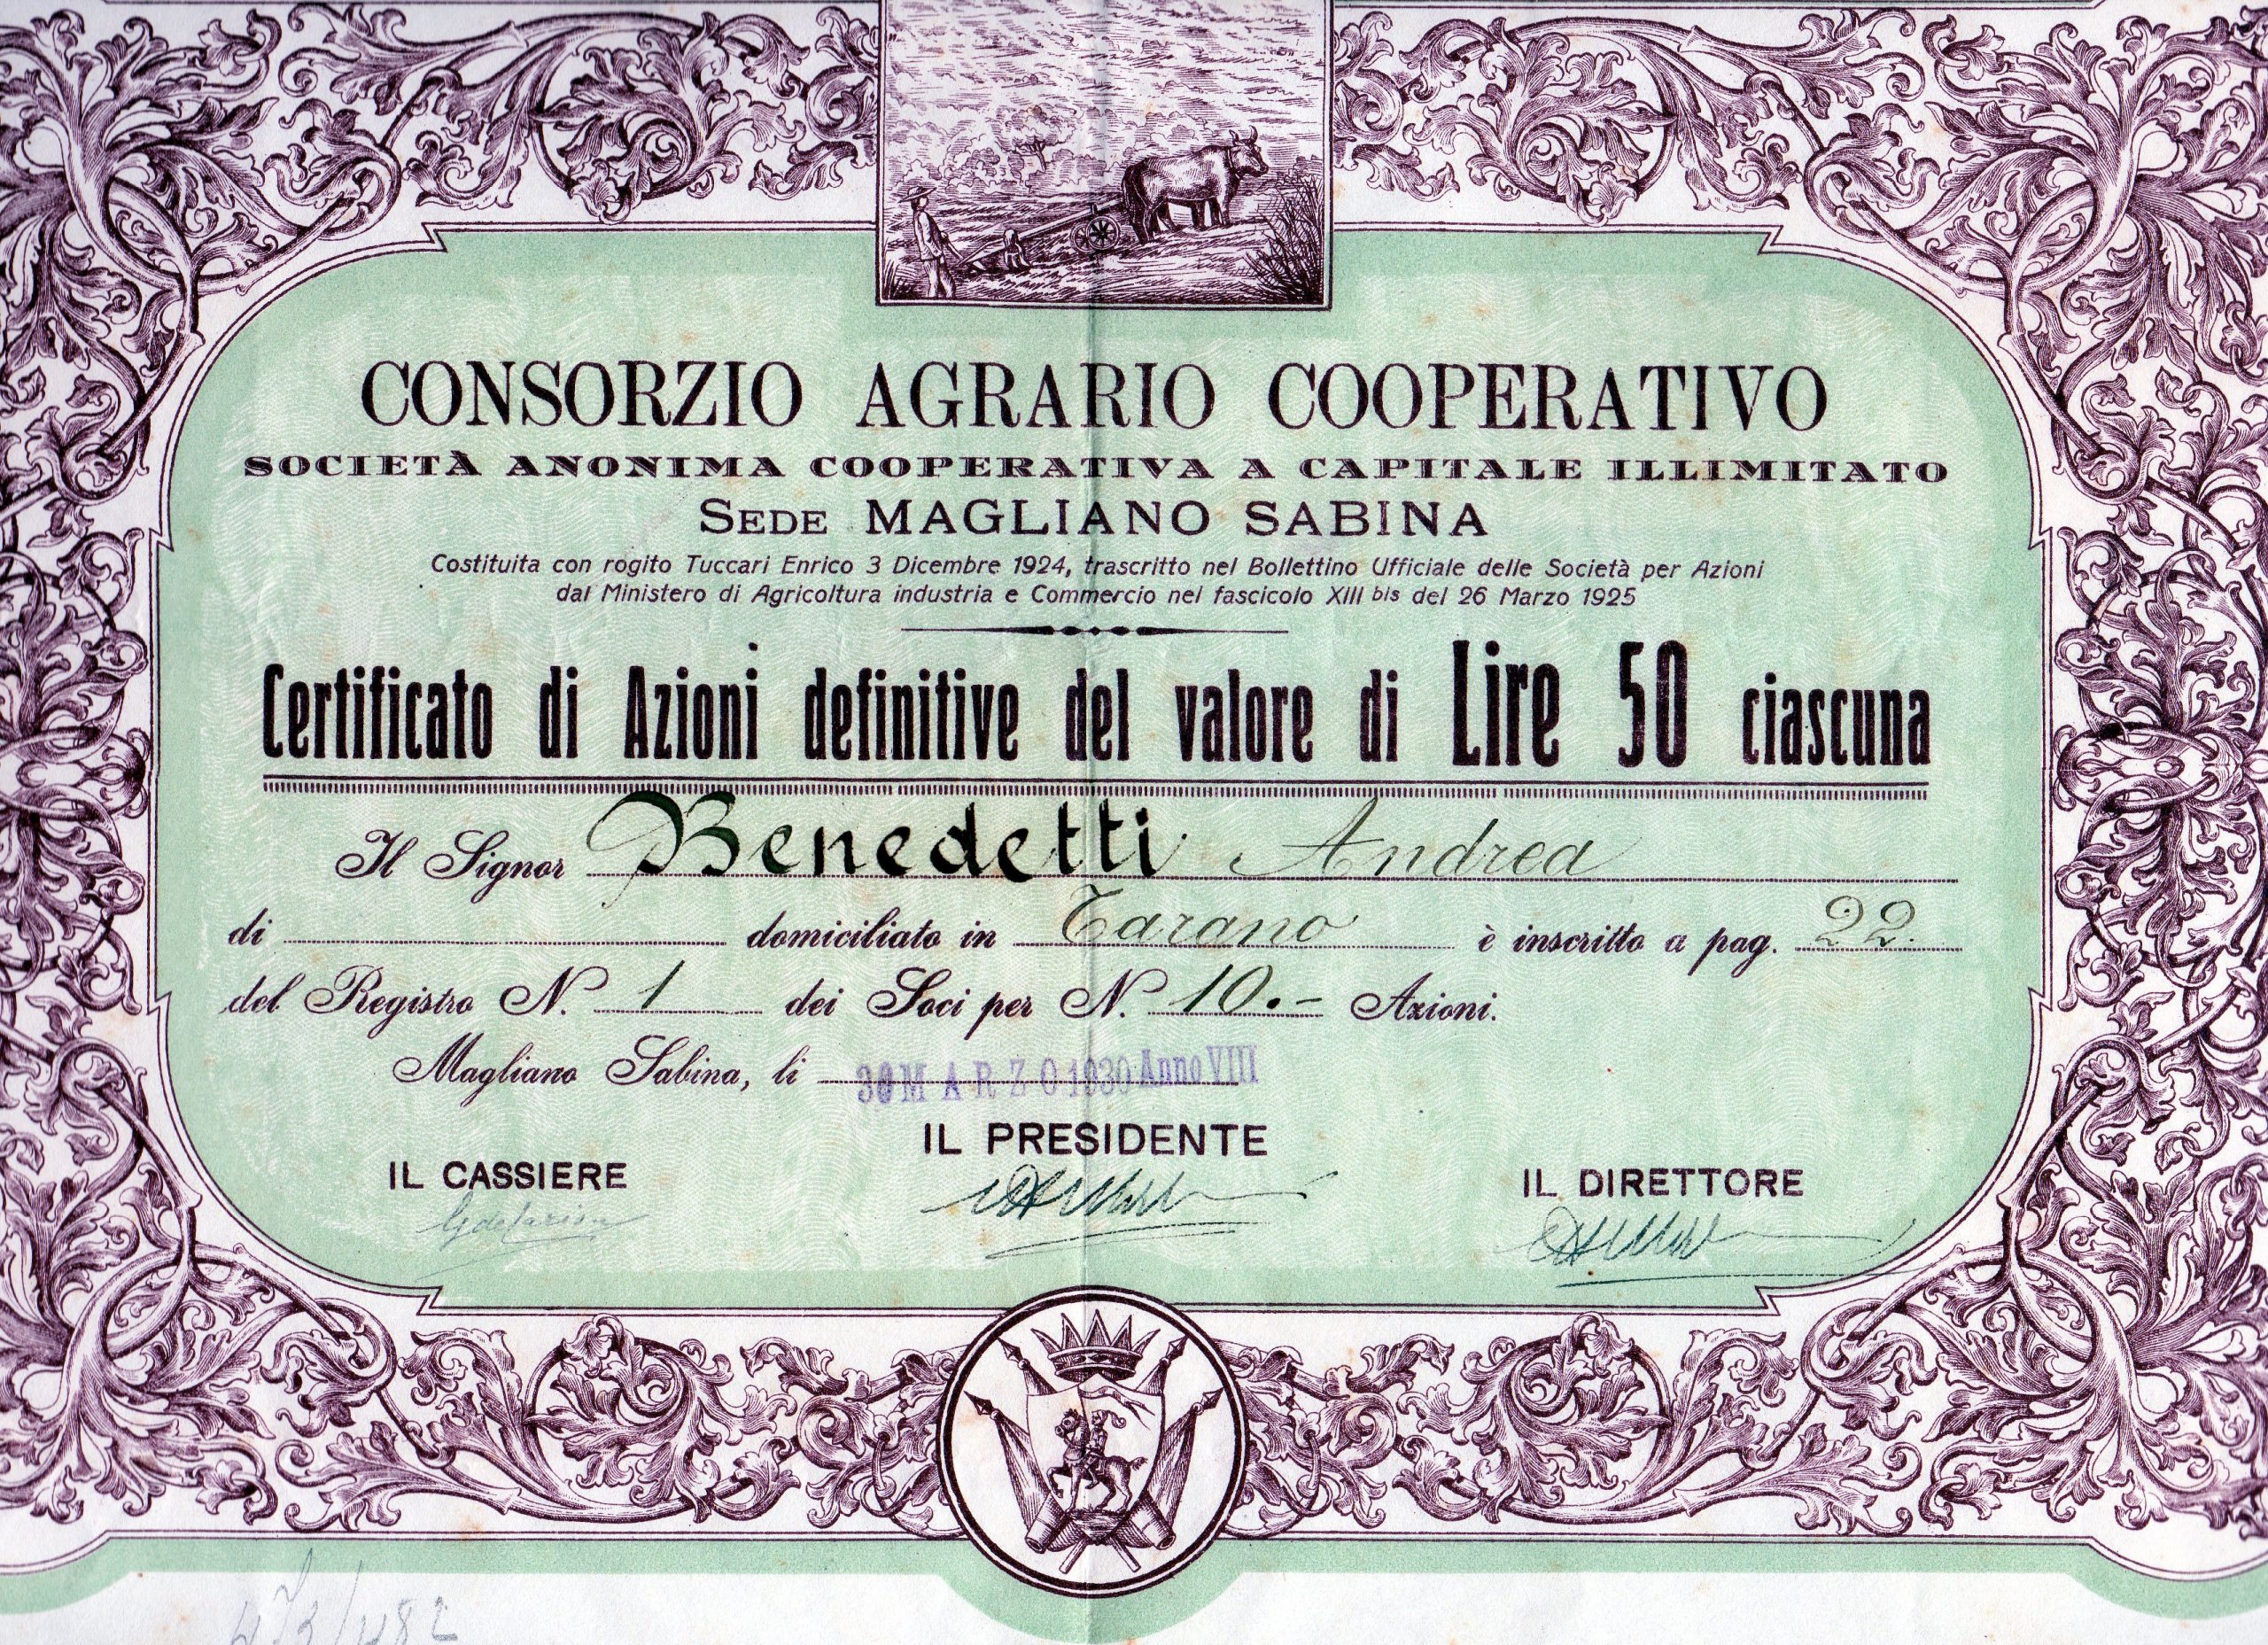 CONSORZIO AGRARIO COOPERATIVO
SOCIETÀ ANONIMA COOPERATIVA A CAPITALE ILLIMITATO
SEDE MAGLIANO SABINA
Costituita con rogito Tuccari Enrico 3 Dicembre 1924, trascritto nel Bollettino Ufficiale delle Società per Azioni
dal Ministero di Agricoltura industria e Commercio nel fascicolo XIII bis del 26 Marzo 1925
Certificato di Azioni definitive del valore di Lire 50 ciascuna
Il Signor Benedetti Andrea
di domiciliato in Tarano è inscritto a pag. 22.
del Registro N. 1 dei Soci per N. 10.- Azioni.
Magliano Sabina, li 30 MARZO 1930 Anno VIII
IL PRESIDENTE
IL CASSIERE IL DIRETTORE
473/482